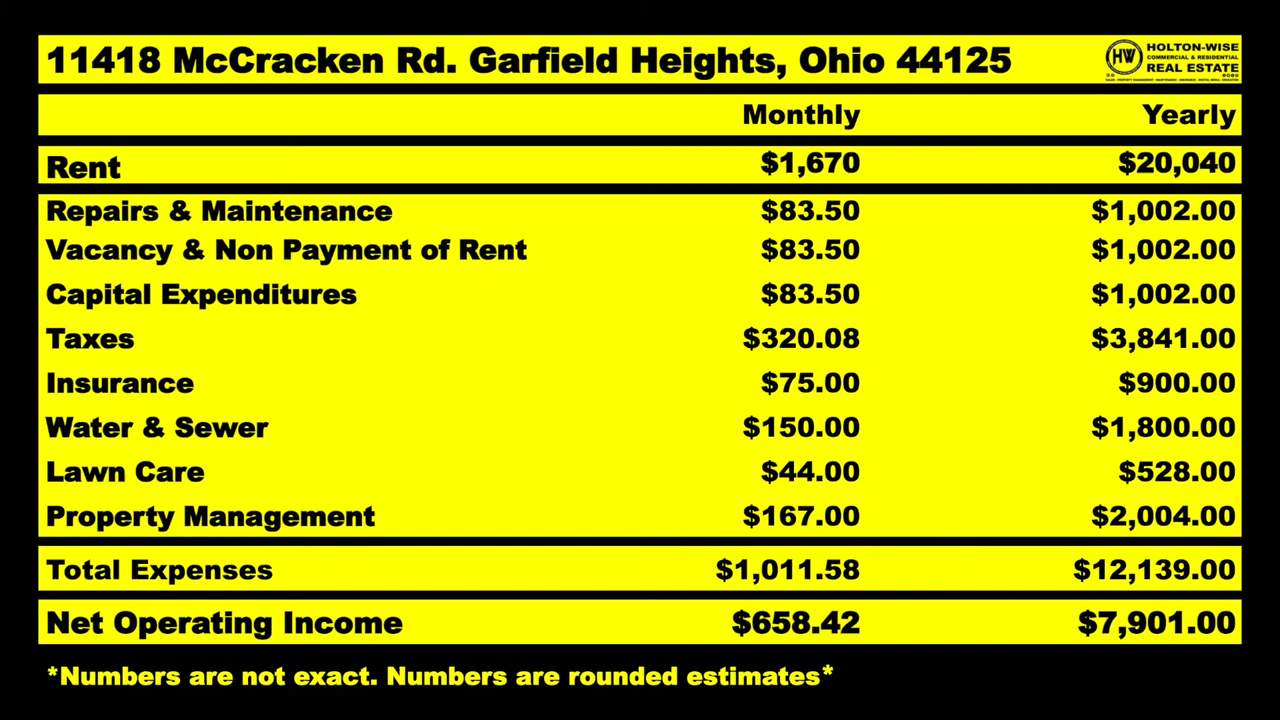 11418 McCracken Rd. Garfield Heights, Ohio 44125
HW
HOLTON-WISE
COMMERCIAL & RESIDENTIAL
REAL ESTATE
Monthly Yearly
Rent $1,670 $20,040
Repairs & Maintenance $83.50 $1,002.00
Vacancy & Non Payment of Rent $83.50 $1,002.00
Capital Expenditures $83.50 $1,002.00
Taxes $320.08 $3,841.00
Insurance $75.00 $900.00
Water & Sewer $150.00 $1,800.00
Lawn Care $44.00 $528.00
Property Management $167.00 $2,004.00
Total Expenses $1,011.58 $12,139.00
Net Operating Income $658.42 $7,901.00
*Numbers are not exact. Numbers are rounded estimates*